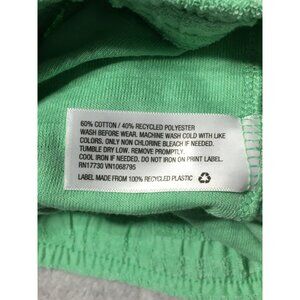 60% COTTON / 40% RECYCLED POLYESTER
WASH BEFORE WEAR. MACHINE WASH COLD WITH LIKE
COLORS. ONLY NON CHLORINE BLEACH IF NEEDED.
TUMBLE DRY LOW. REMOVE PROMPTLY.
COOL IRON IF NEEDED. DO NOT IRON ON PRINT LABEL.
RN17730 VN1068795
LABEL MADE FROM 100% RECYCLED PLASTIC